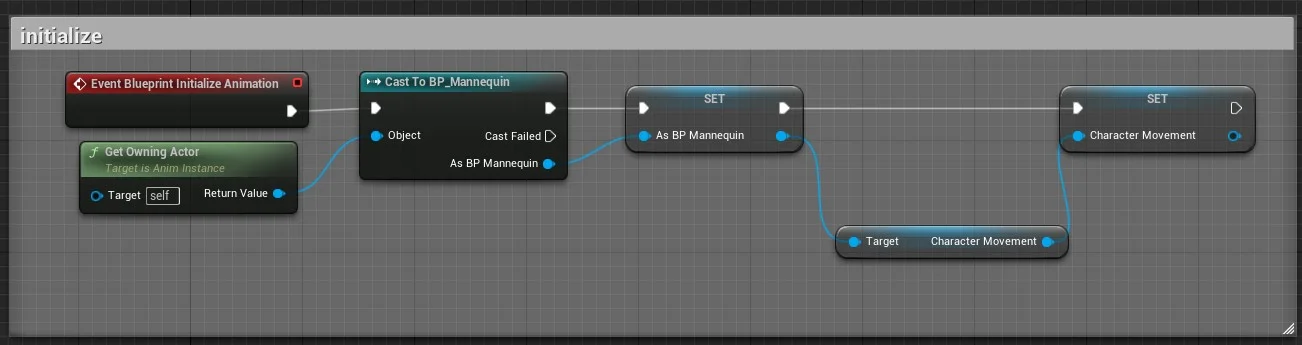 initialize
Event Blueprint Initialize Animation
f Get Owning Actor
Target is Anim Instance
Target self Return Value
Cast To BP_Mannequin
Object
Cast Failed
As BP Mannequin
SET
As BP Mannequin
Target Character Movement
SET
Character Movement